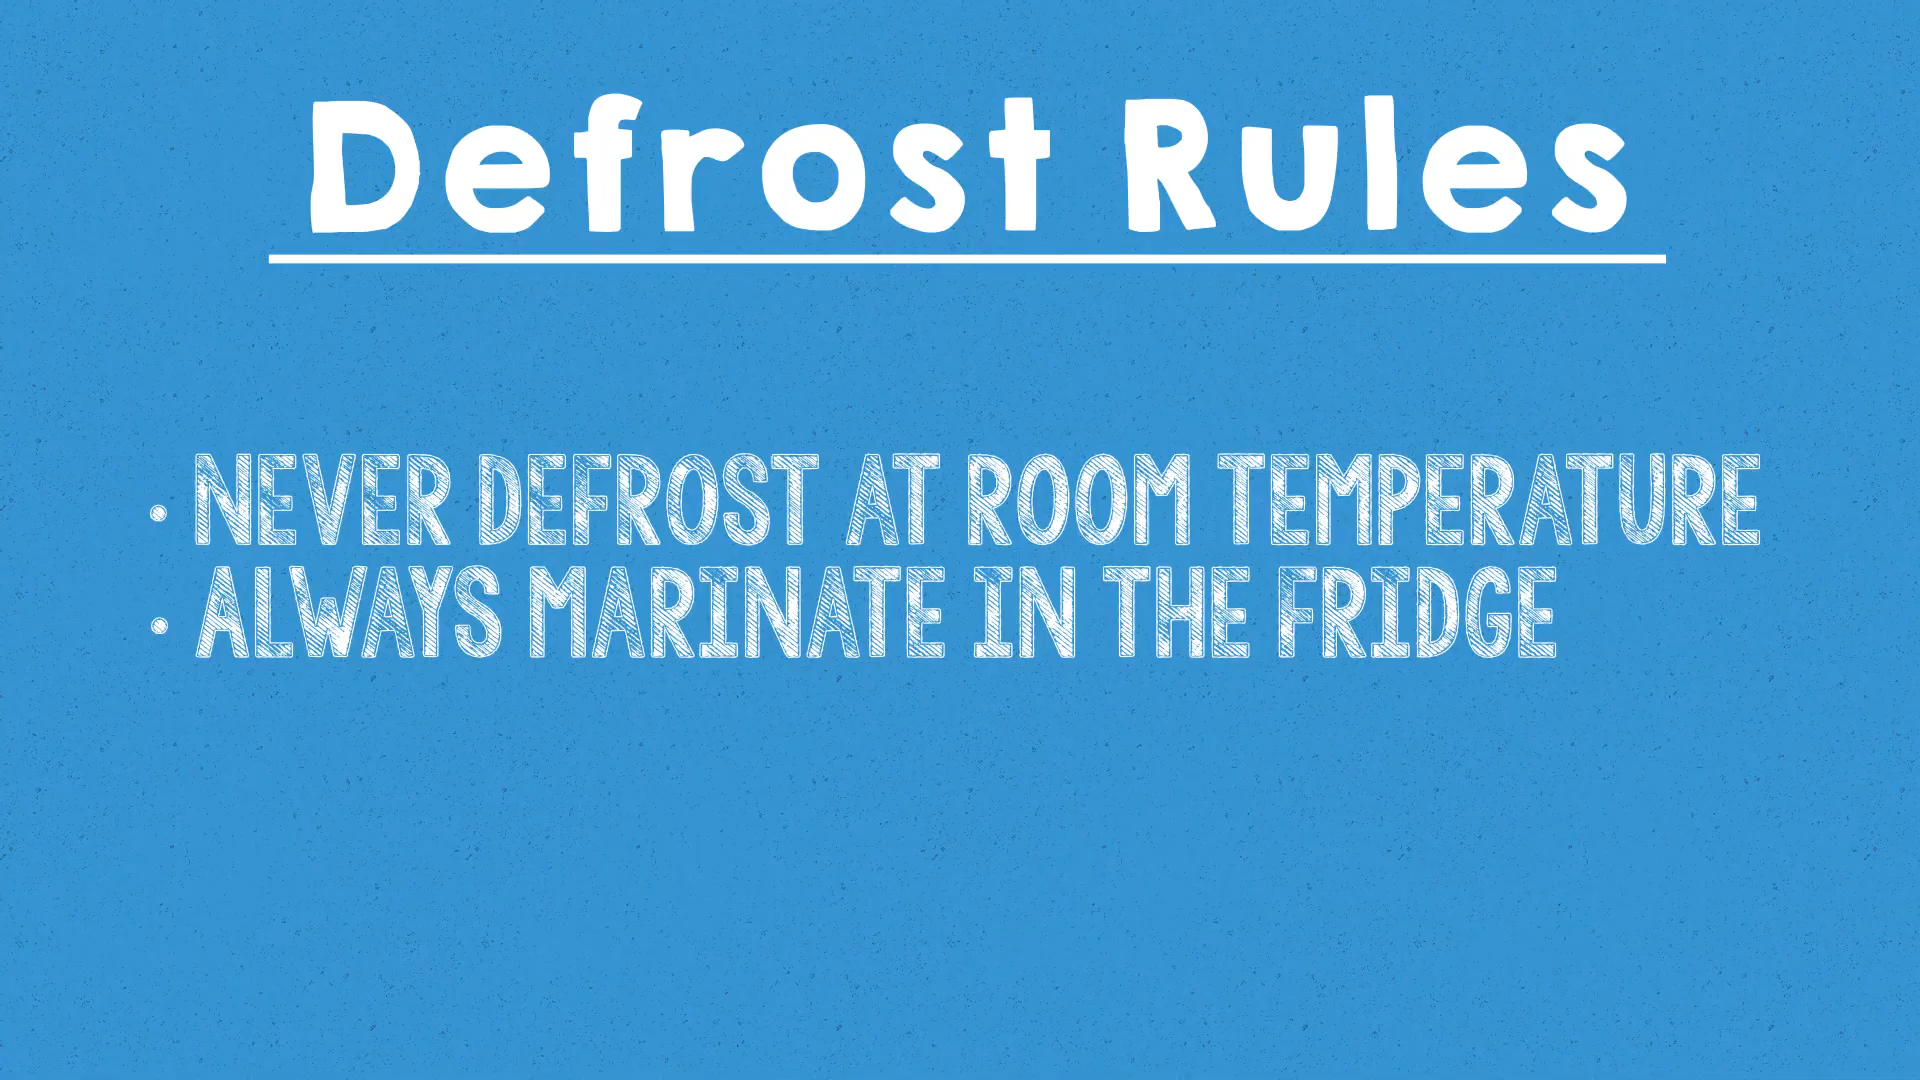 Defrost Rules
• NEVER DEFROST AT ROOM TEMPERATURE
• ALWAYS MARINATE IN THE FRIDGE